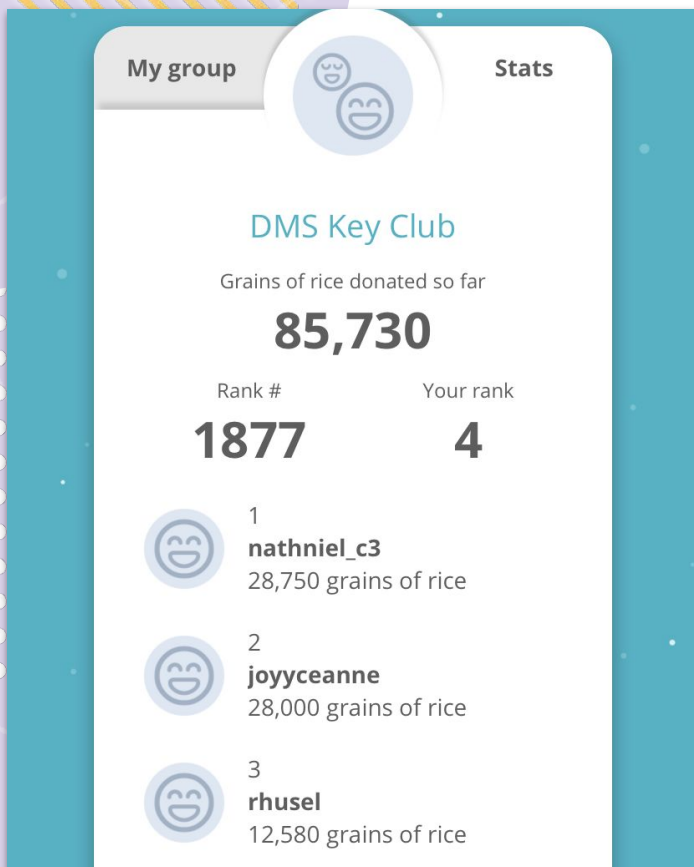 My group
Stats
DMS Key Club
Grains of rice donated so far
85,730
Rank #
Your rank
1877
4
1
nathniel_c3
28,750 grains of rice
2
joyyceanne
28,000 grains of rice
3
rhusel
12,580 grains of rice